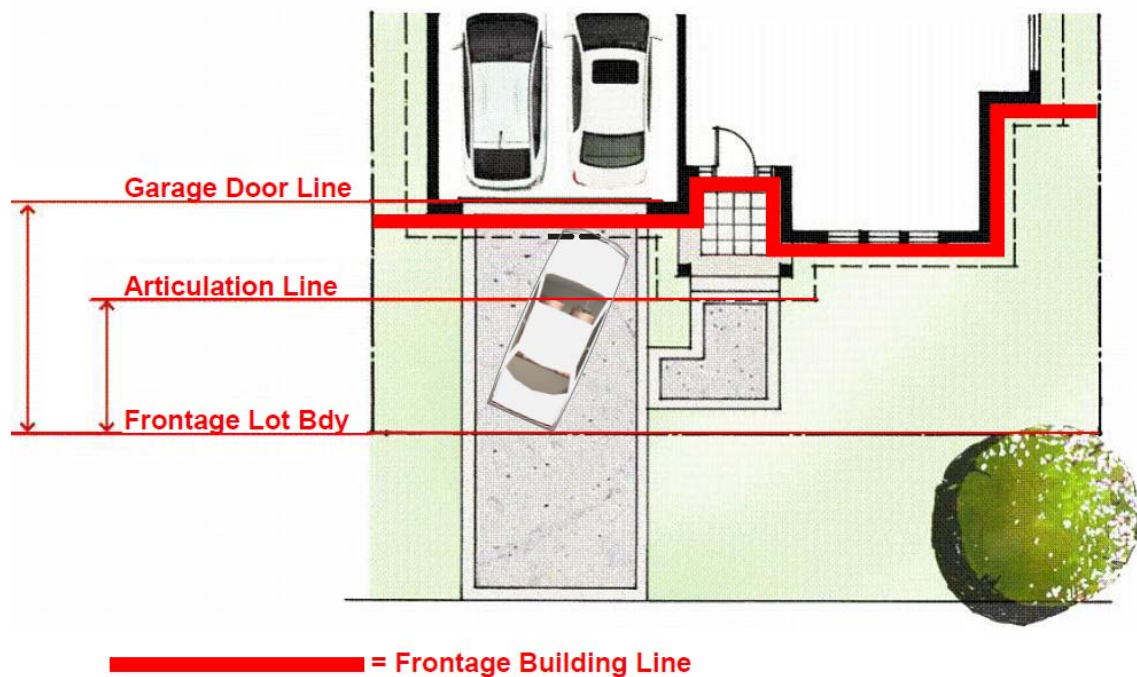 Garage Door Line
Articulation Line
Frontage Lot Bdy
= Frontage Building Line